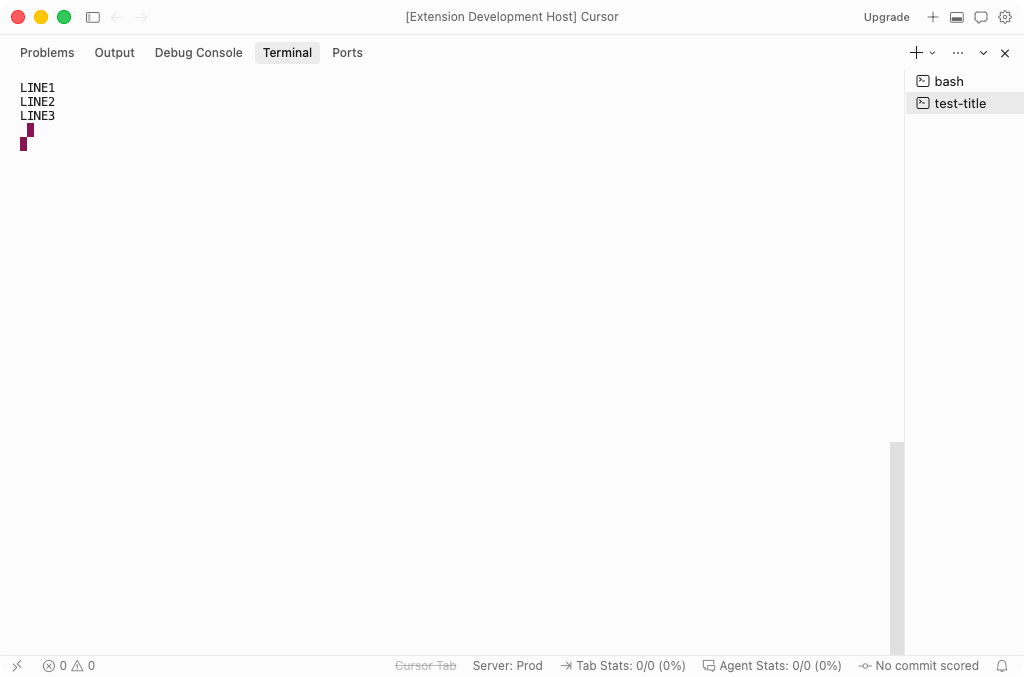 [Extension Development Host] Cursor
Upgrade
Problems Output Debug Console Terminal Ports
LINE1
LINE2
LINE3
bash
test-title
0 0 Cursor Tab Server: Prod Tab Stats: 0/0 (0%) Agent Stats: 0/0 (0%) No commit scored